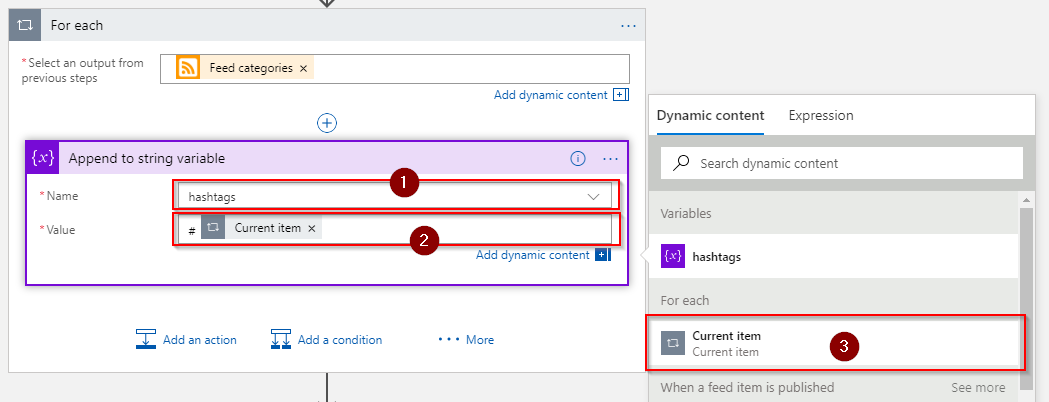 For each
...
* Select an output from
previous steps
Feed categories ×
Add dynamic content
{x} Append to string variable
...
* Name
hashtags
1
* Value
# Current item ×
2
Add dynamic content
Add an action
Add a condition
... More
Dynamic content Expression
Search dynamic content
Variables
{x} hashtags
For each
Current item
Current item
3
When a feed item is published See more